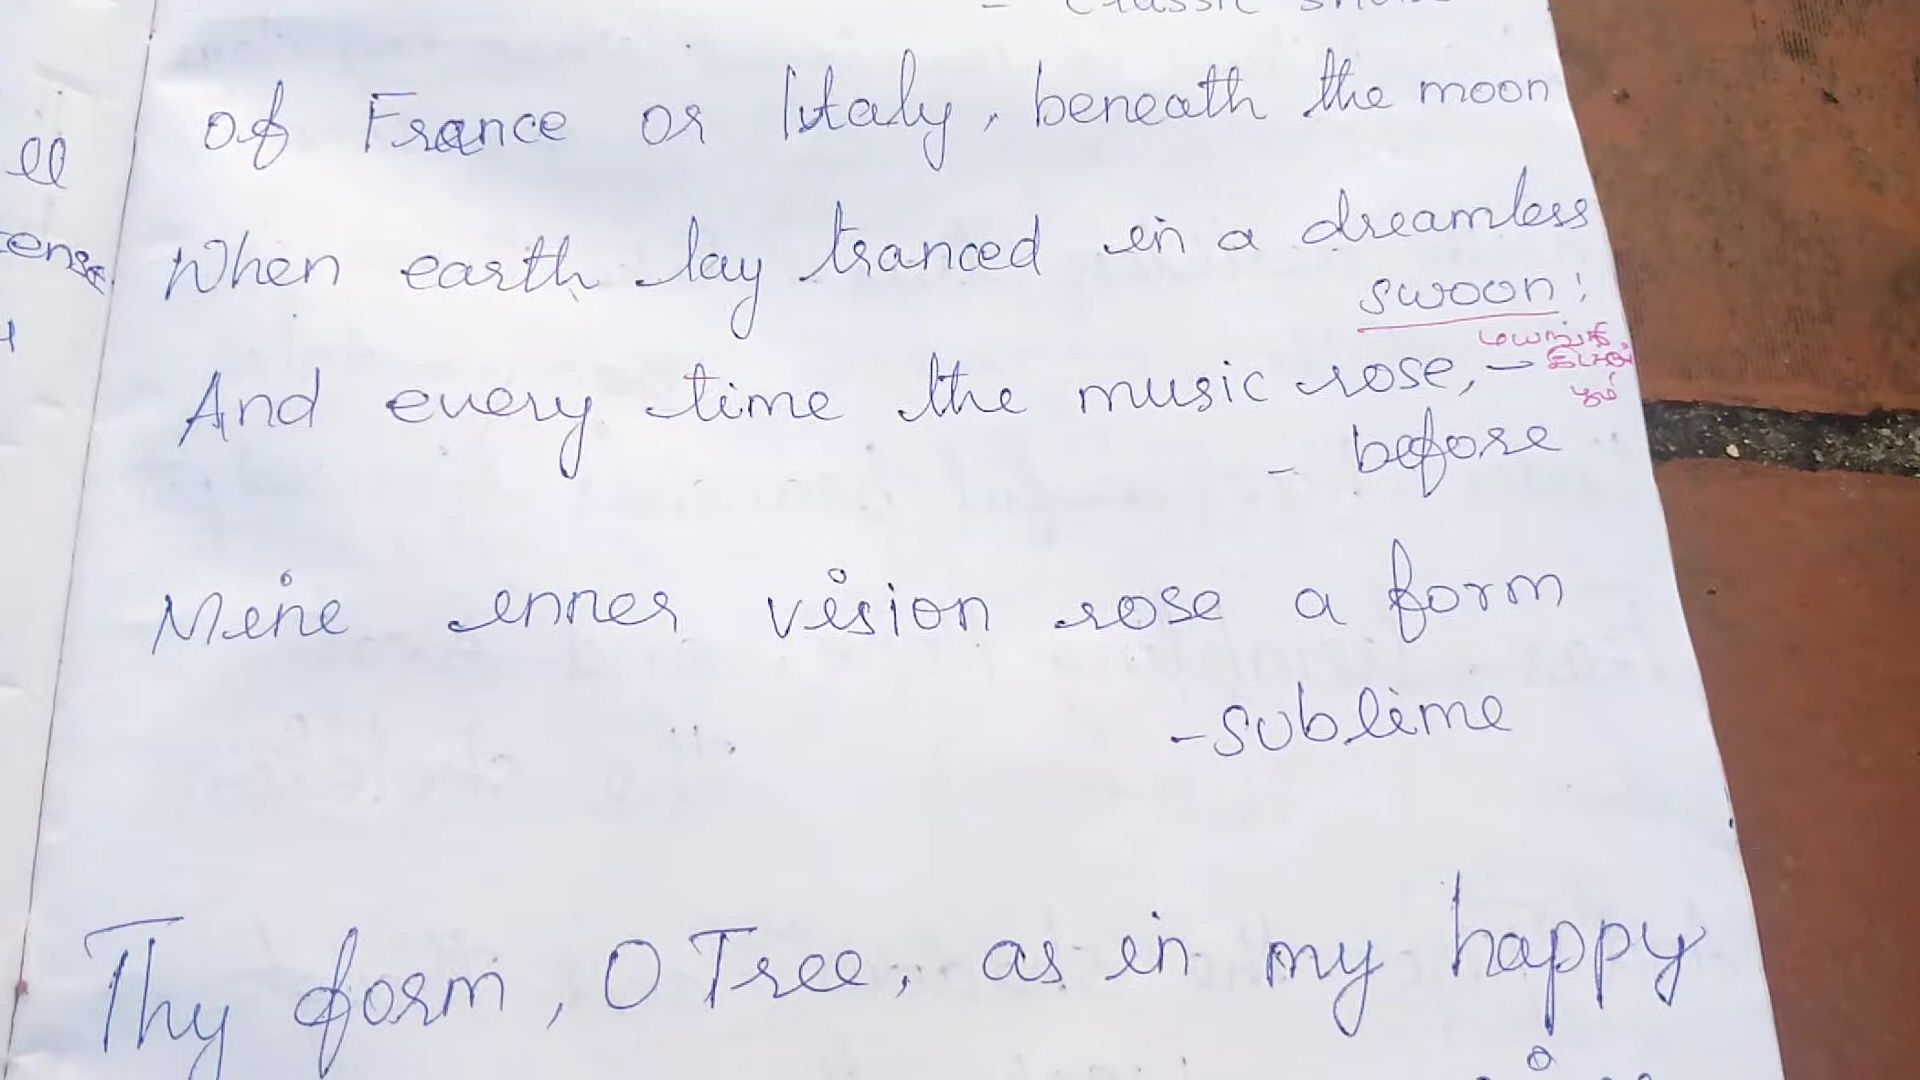 of France or Italy, beneath the moon
When earth lay tranced in a dreamless
swoon!
And every time the music rose, –
- before
Mine inner vision rose a form
- sublime
Thy form, O Tree, as in my happy